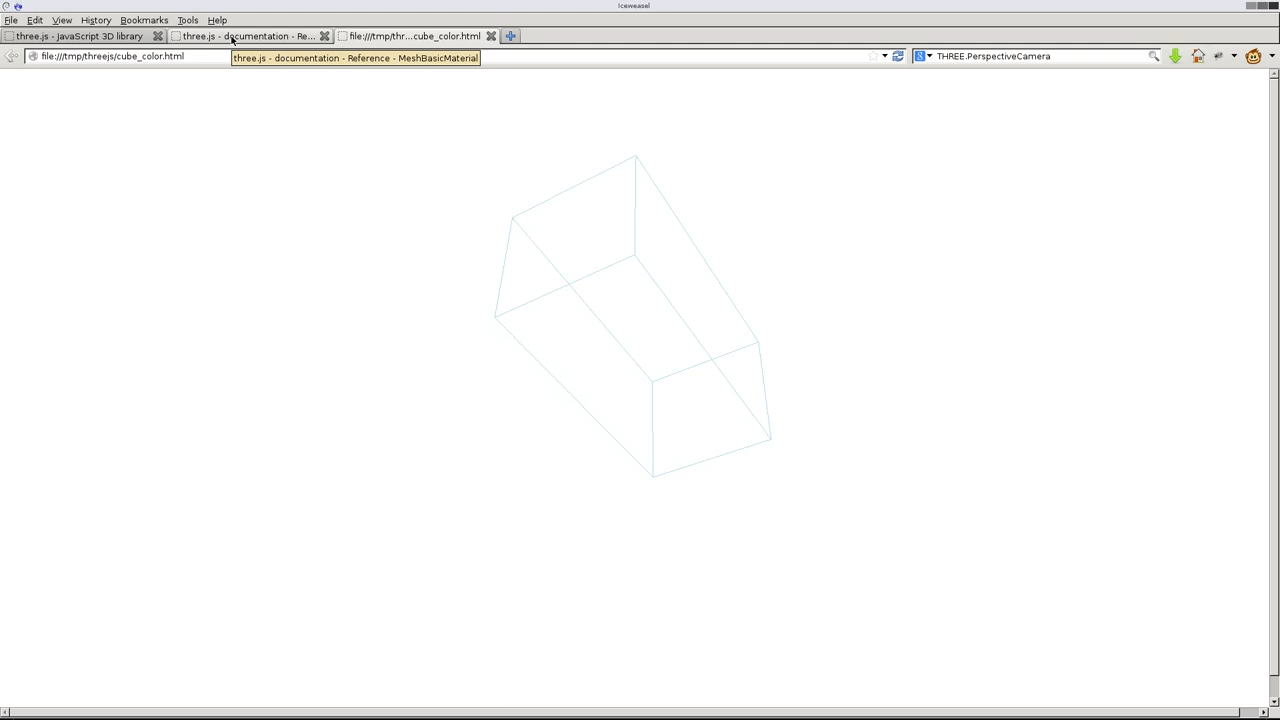 Iceweasel
File Edit View History Bookmarks Tools Help
three.js - JavaScript 3D library three.js - documentation - Re... file:///tmp/thr...cube_color.html
file:///tmp/threejs/cube_color.html THREE.PerspectiveCamera
three.js - documentation - Reference - MeshBasicMaterial